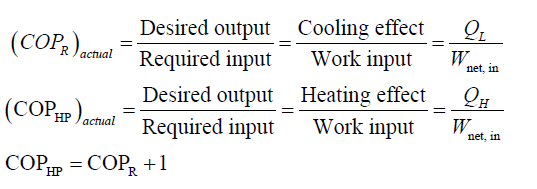 (COP_R)_actual = Desired output / Required input = Cooling effect / Work input = Q_L / W_net, in
(COP_HP)_actual = Desired output / Required input = Heating effect / Work input = Q_H / W_net, in
COP_HP = COP_R + 1